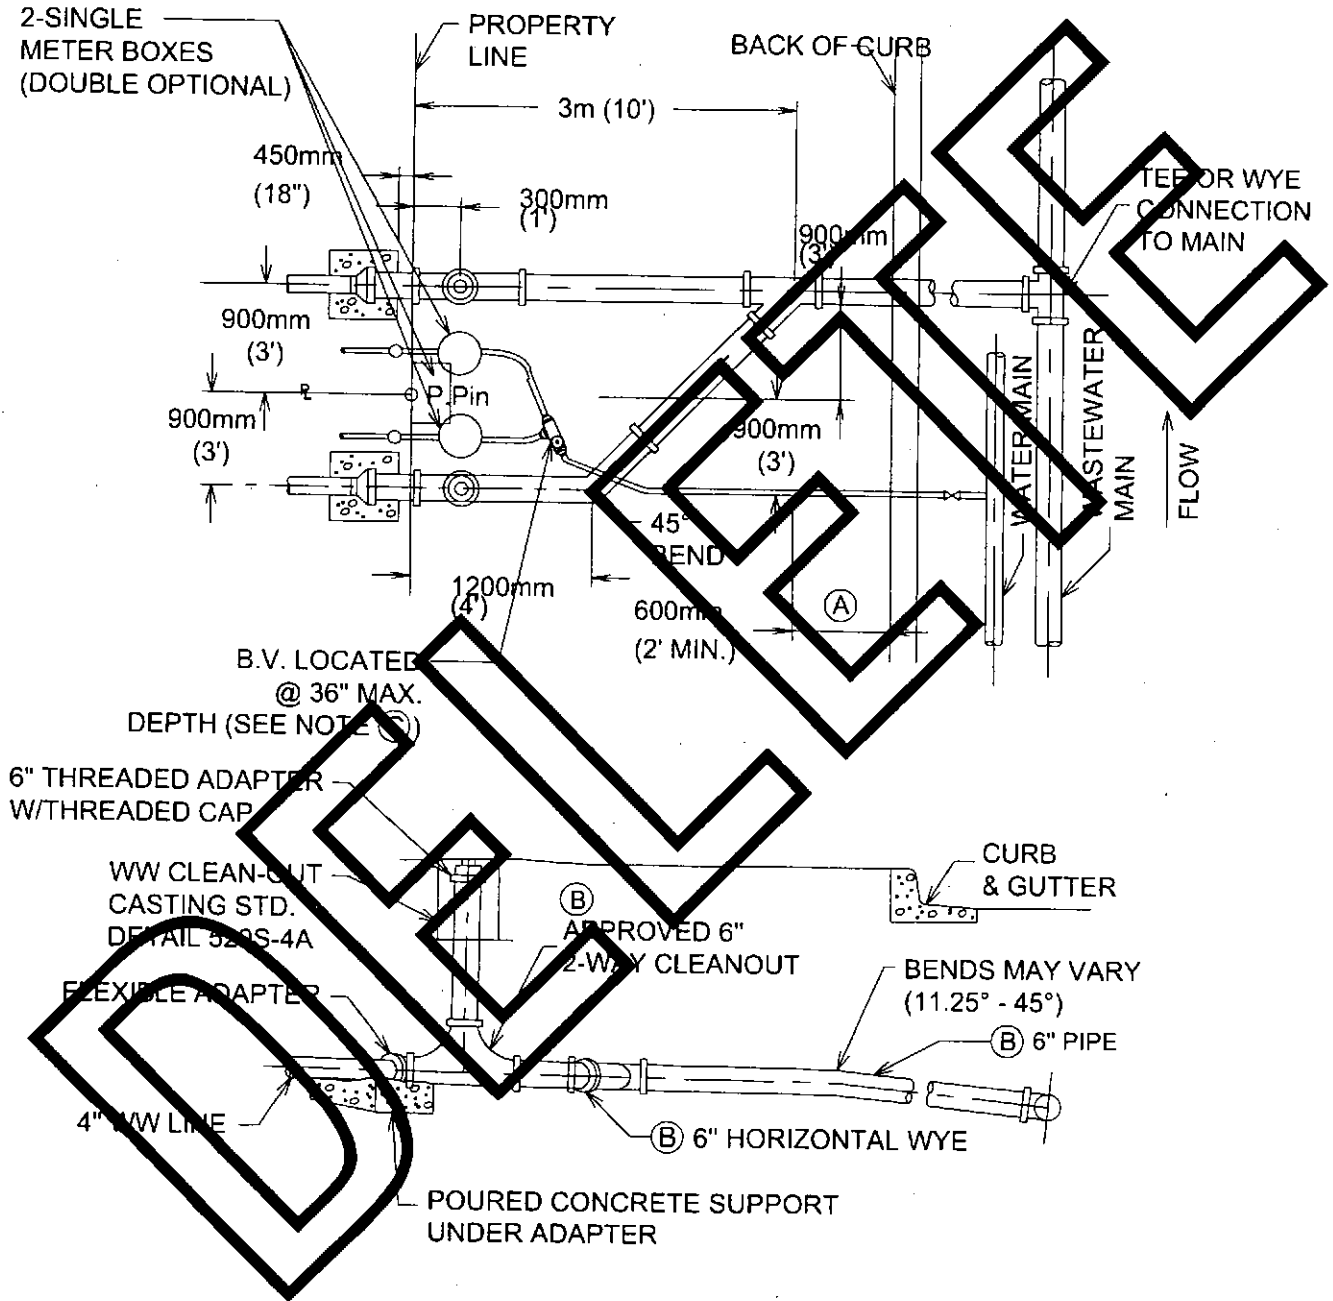 2-SINGLE
METER BOXES
(DOUBLE OPTIONAL)
PROPERTY
LINE
BACK OF CURB
3m (10')
450mm
(18")
300mm
(1')
TEE OR WYE
CONNECTION
TO MAIN
900mm
(3')
900mm
(3')
P
L
P. Pin
900mm
(3')
900mm
(3')
WATER MAIN
WASTEWATER
MAIN
FLOW
45°
BEND
1200mm
(4')
600mm
(2' MIN.)
A
B.V. LOCATED
@ 36" MAX.
DEPTH (SEE NOTE C)
6" THREADED ADAPTER
W/THREADED CAP
WW CLEAN-OUT
CASTING STD.
DETAIL 520S-4A
B
APPROVED 6"
2-WAY CLEANOUT
CURB
& GUTTER
FLEXIBLE ADAPTER
BENDS MAY VARY
(11.25° - 45°)
B 6" PIPE
4" WW LINE
B 6" HORIZONTAL WYE
POURED CONCRETE SUPPORT
UNDER ADAPTER
DELETE